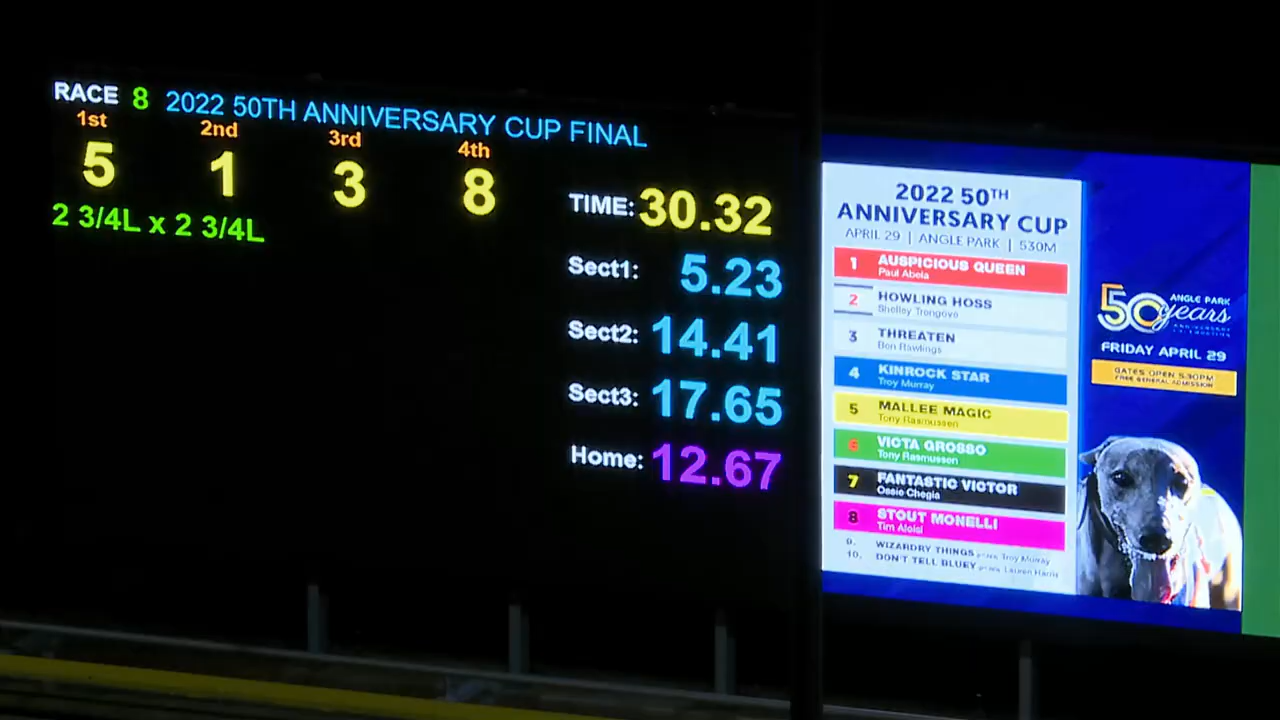 RACE 8 2022 50TH ANNIVERSARY CUP FINAL
1st 2nd 3rd 4th
5 1 3 8
2 3/4L x 2 3/4L
TIME: 30.32
Sect1: 5.23
Sect2: 14.41
Sect3: 17.65
Home: 12.67
2022 50TH
ANNIVERSARY CUP
APRIL 29 | ANGLE PARK | 530M
1 AUSPICIOUS QUEEN
Paul Abela
2 HOWLING HOSS
Shelley Trengove
3 THREATEN
Ben Rawlings
4 KINROCK STAR
Troy Murray
5 MALLEE MAGIC
Tony Rasmussen
6 VICTA GROSSO
Tony Rasmussen
7 FANTASTIC VICTOR
Ossie Chegia
8 STOUT MONELLI
Tim Aloisi
9. WIZARDRY THINGS Troy Murray
10. DON'T TELL BLUEY Lauren Harris
50 years
ANGLE PARK
FRIDAY APRIL 29
GATES OPEN 5.30PM
FREE GENERAL ADMISSION